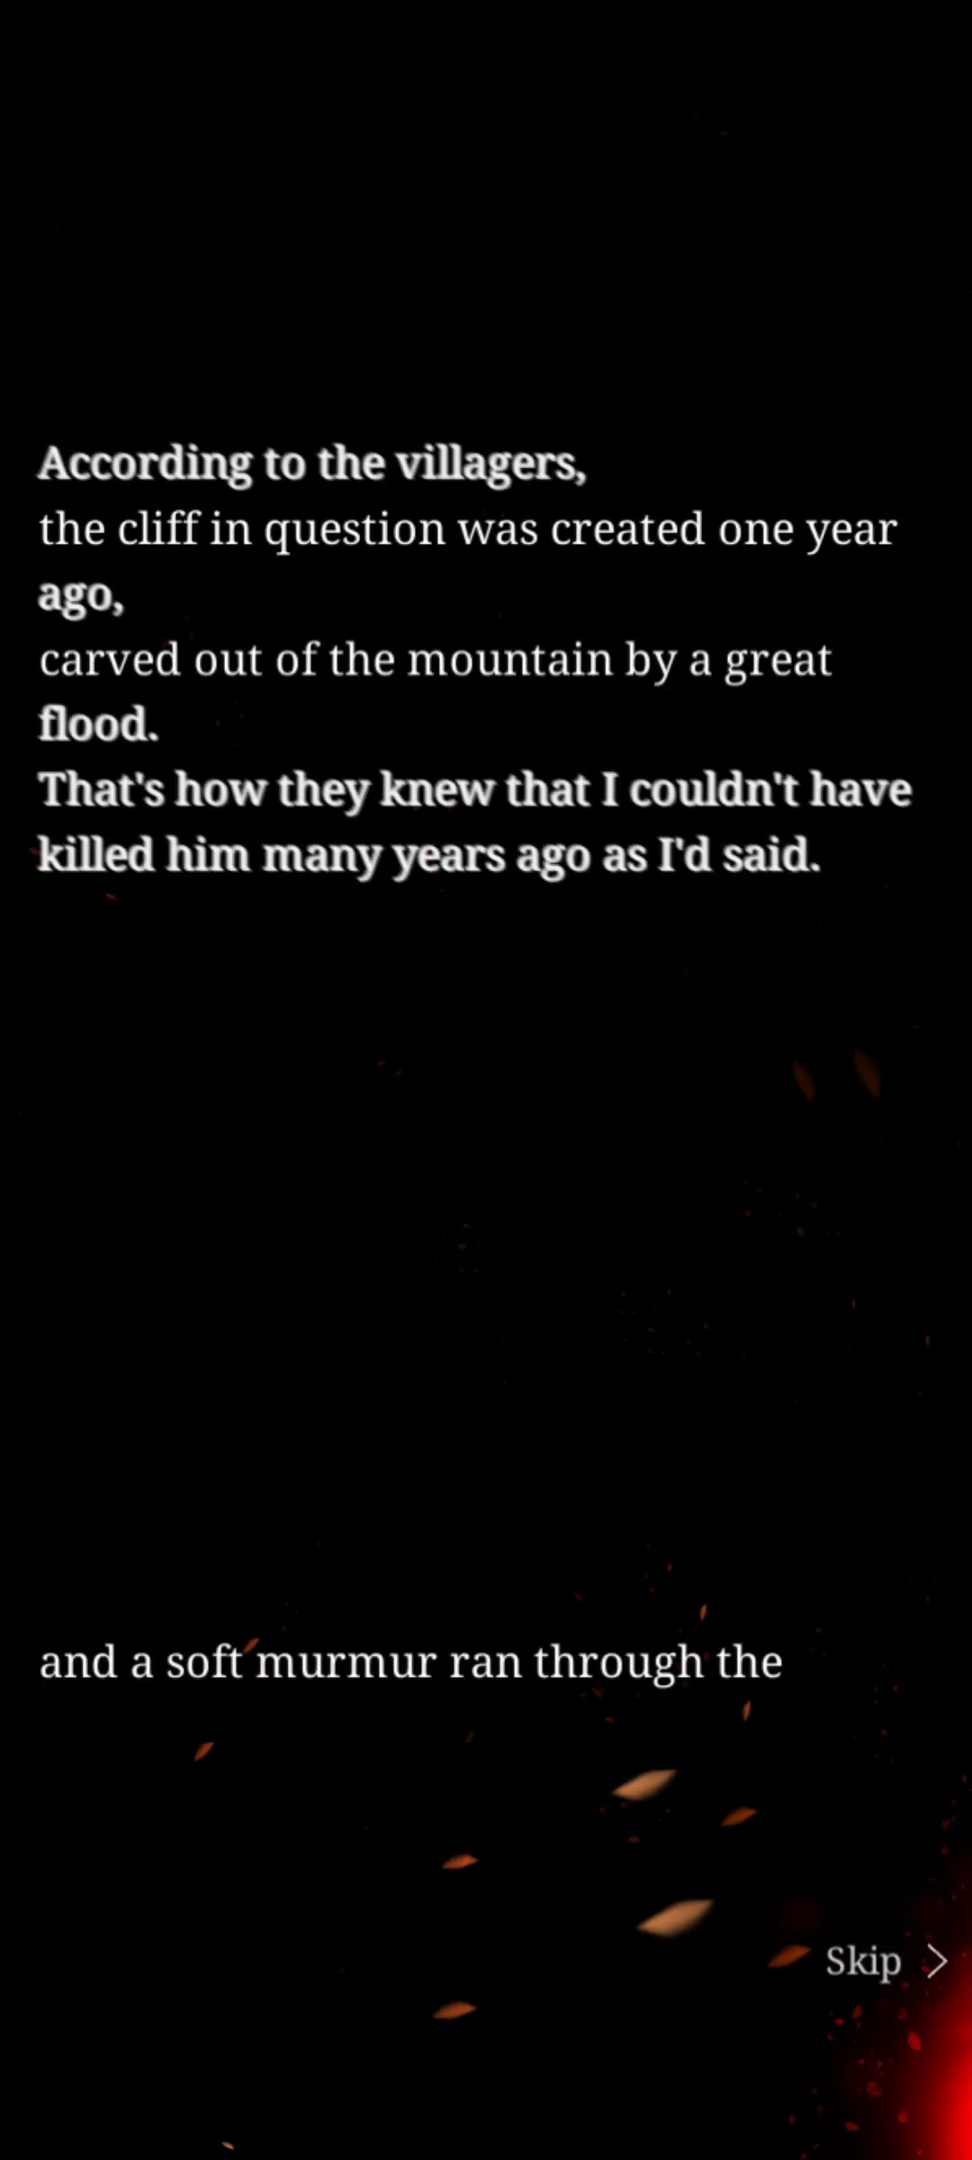 According to the villagers,
the cliff in question was created one year
ago,
carved out of the mountain by a great
flood.
That's how they knew that I couldn't have
killed him many years ago as I'd said.
and a soft murmur ran through the
Skip